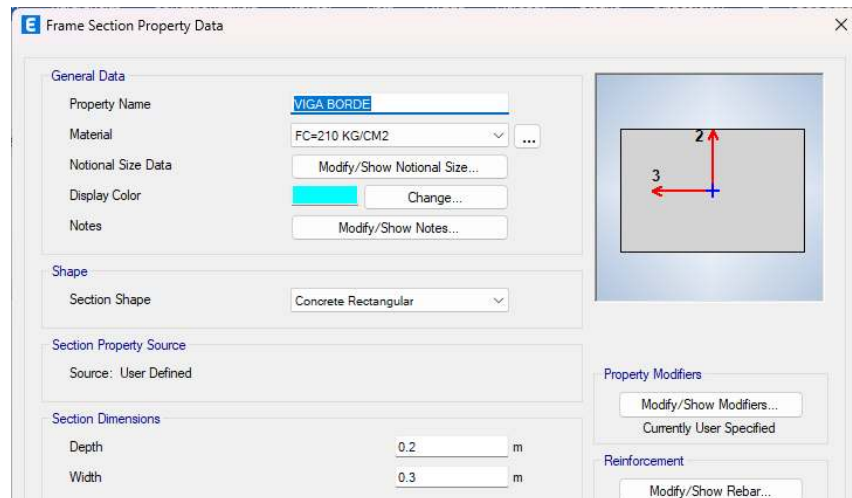 E Frame Section Property Data
General Data
Property Name VIGA BORDE
Material FC=210 KG/CM2 ...
Notional Size Data Modify/Show Notional Size...
Display Color Change...
Notes Modify/Show Notes...
2
3
Shape
Section Shape Concrete Rectangular
Section Property Source
Source: User Defined
Property Modifiers
Modify/Show Modifiers...
Currently User Specified
Section Dimensions
Depth 0.2 m
Width 0.3 m
Reinforcement
Modify/Show Rebar...